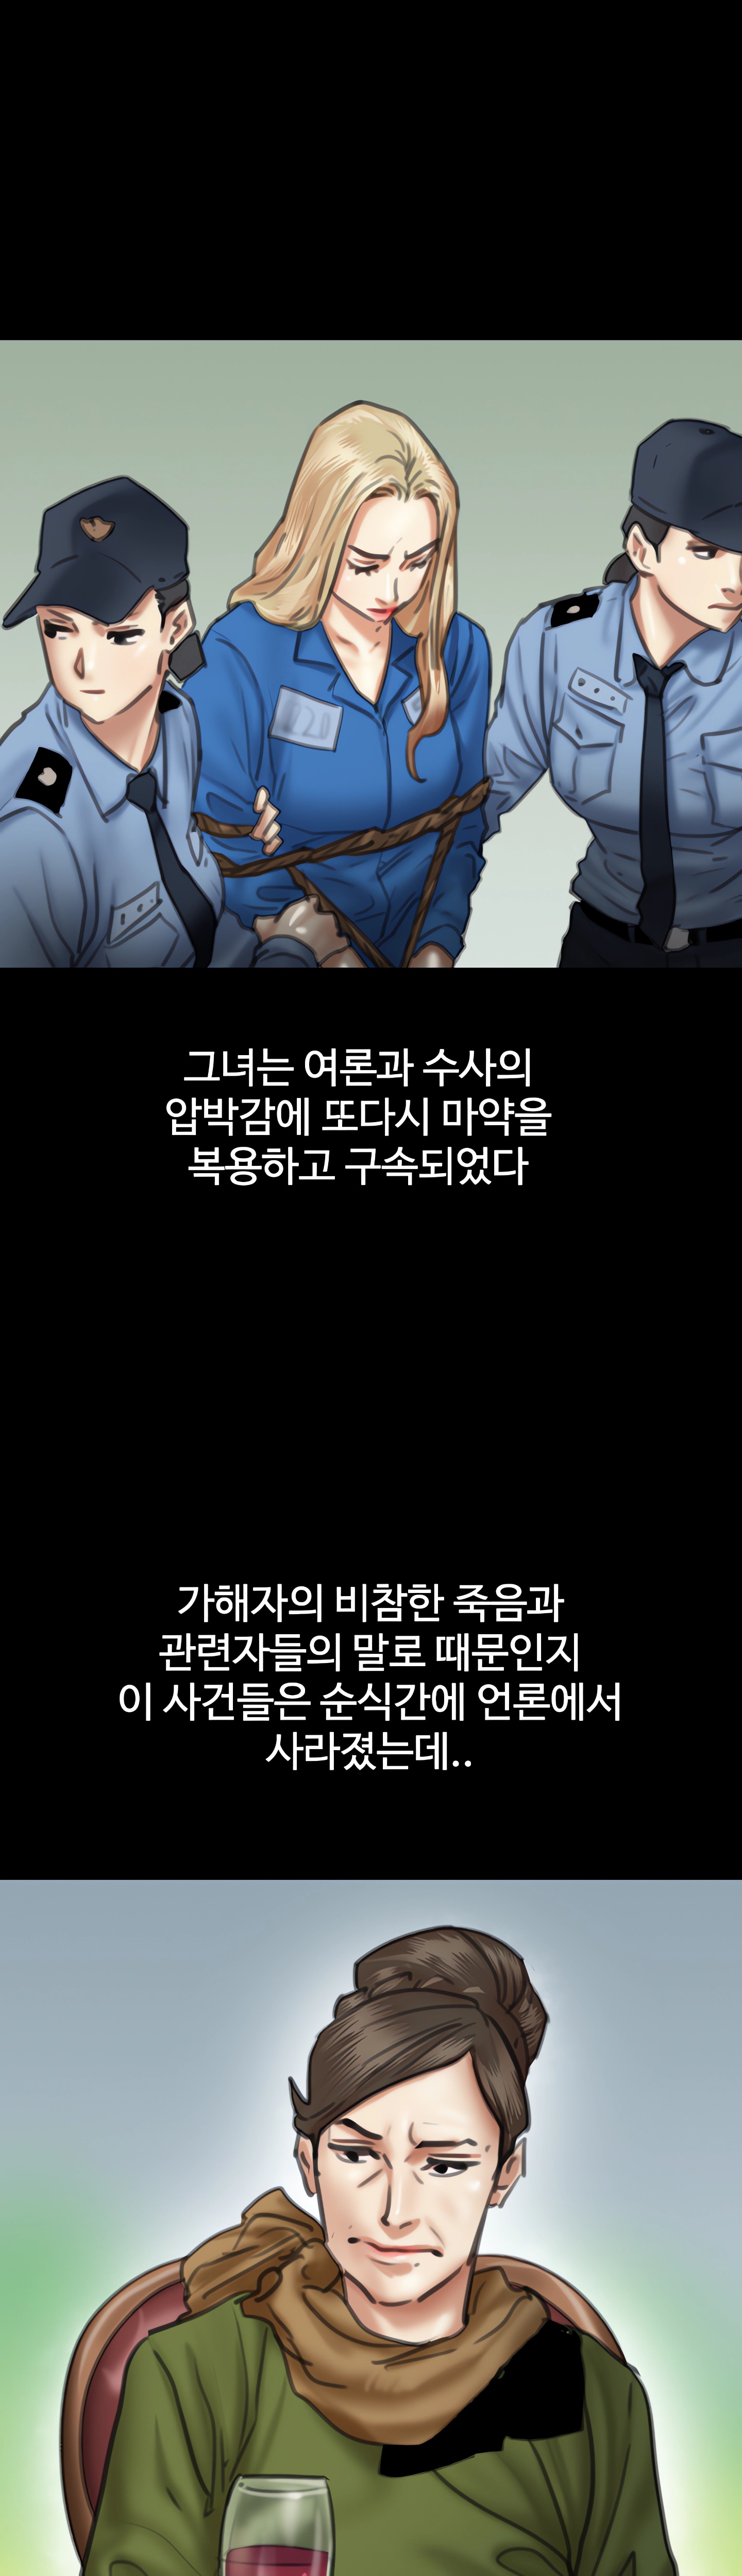 그녀는 여론과 수사의
압박감에 또다시 마약을
복용하고 구속되었다
가해자의 비참한 죽음과
관련자들의 말로 때문인지
이 사건들은 순식간에 언론에서
사라졌는데..